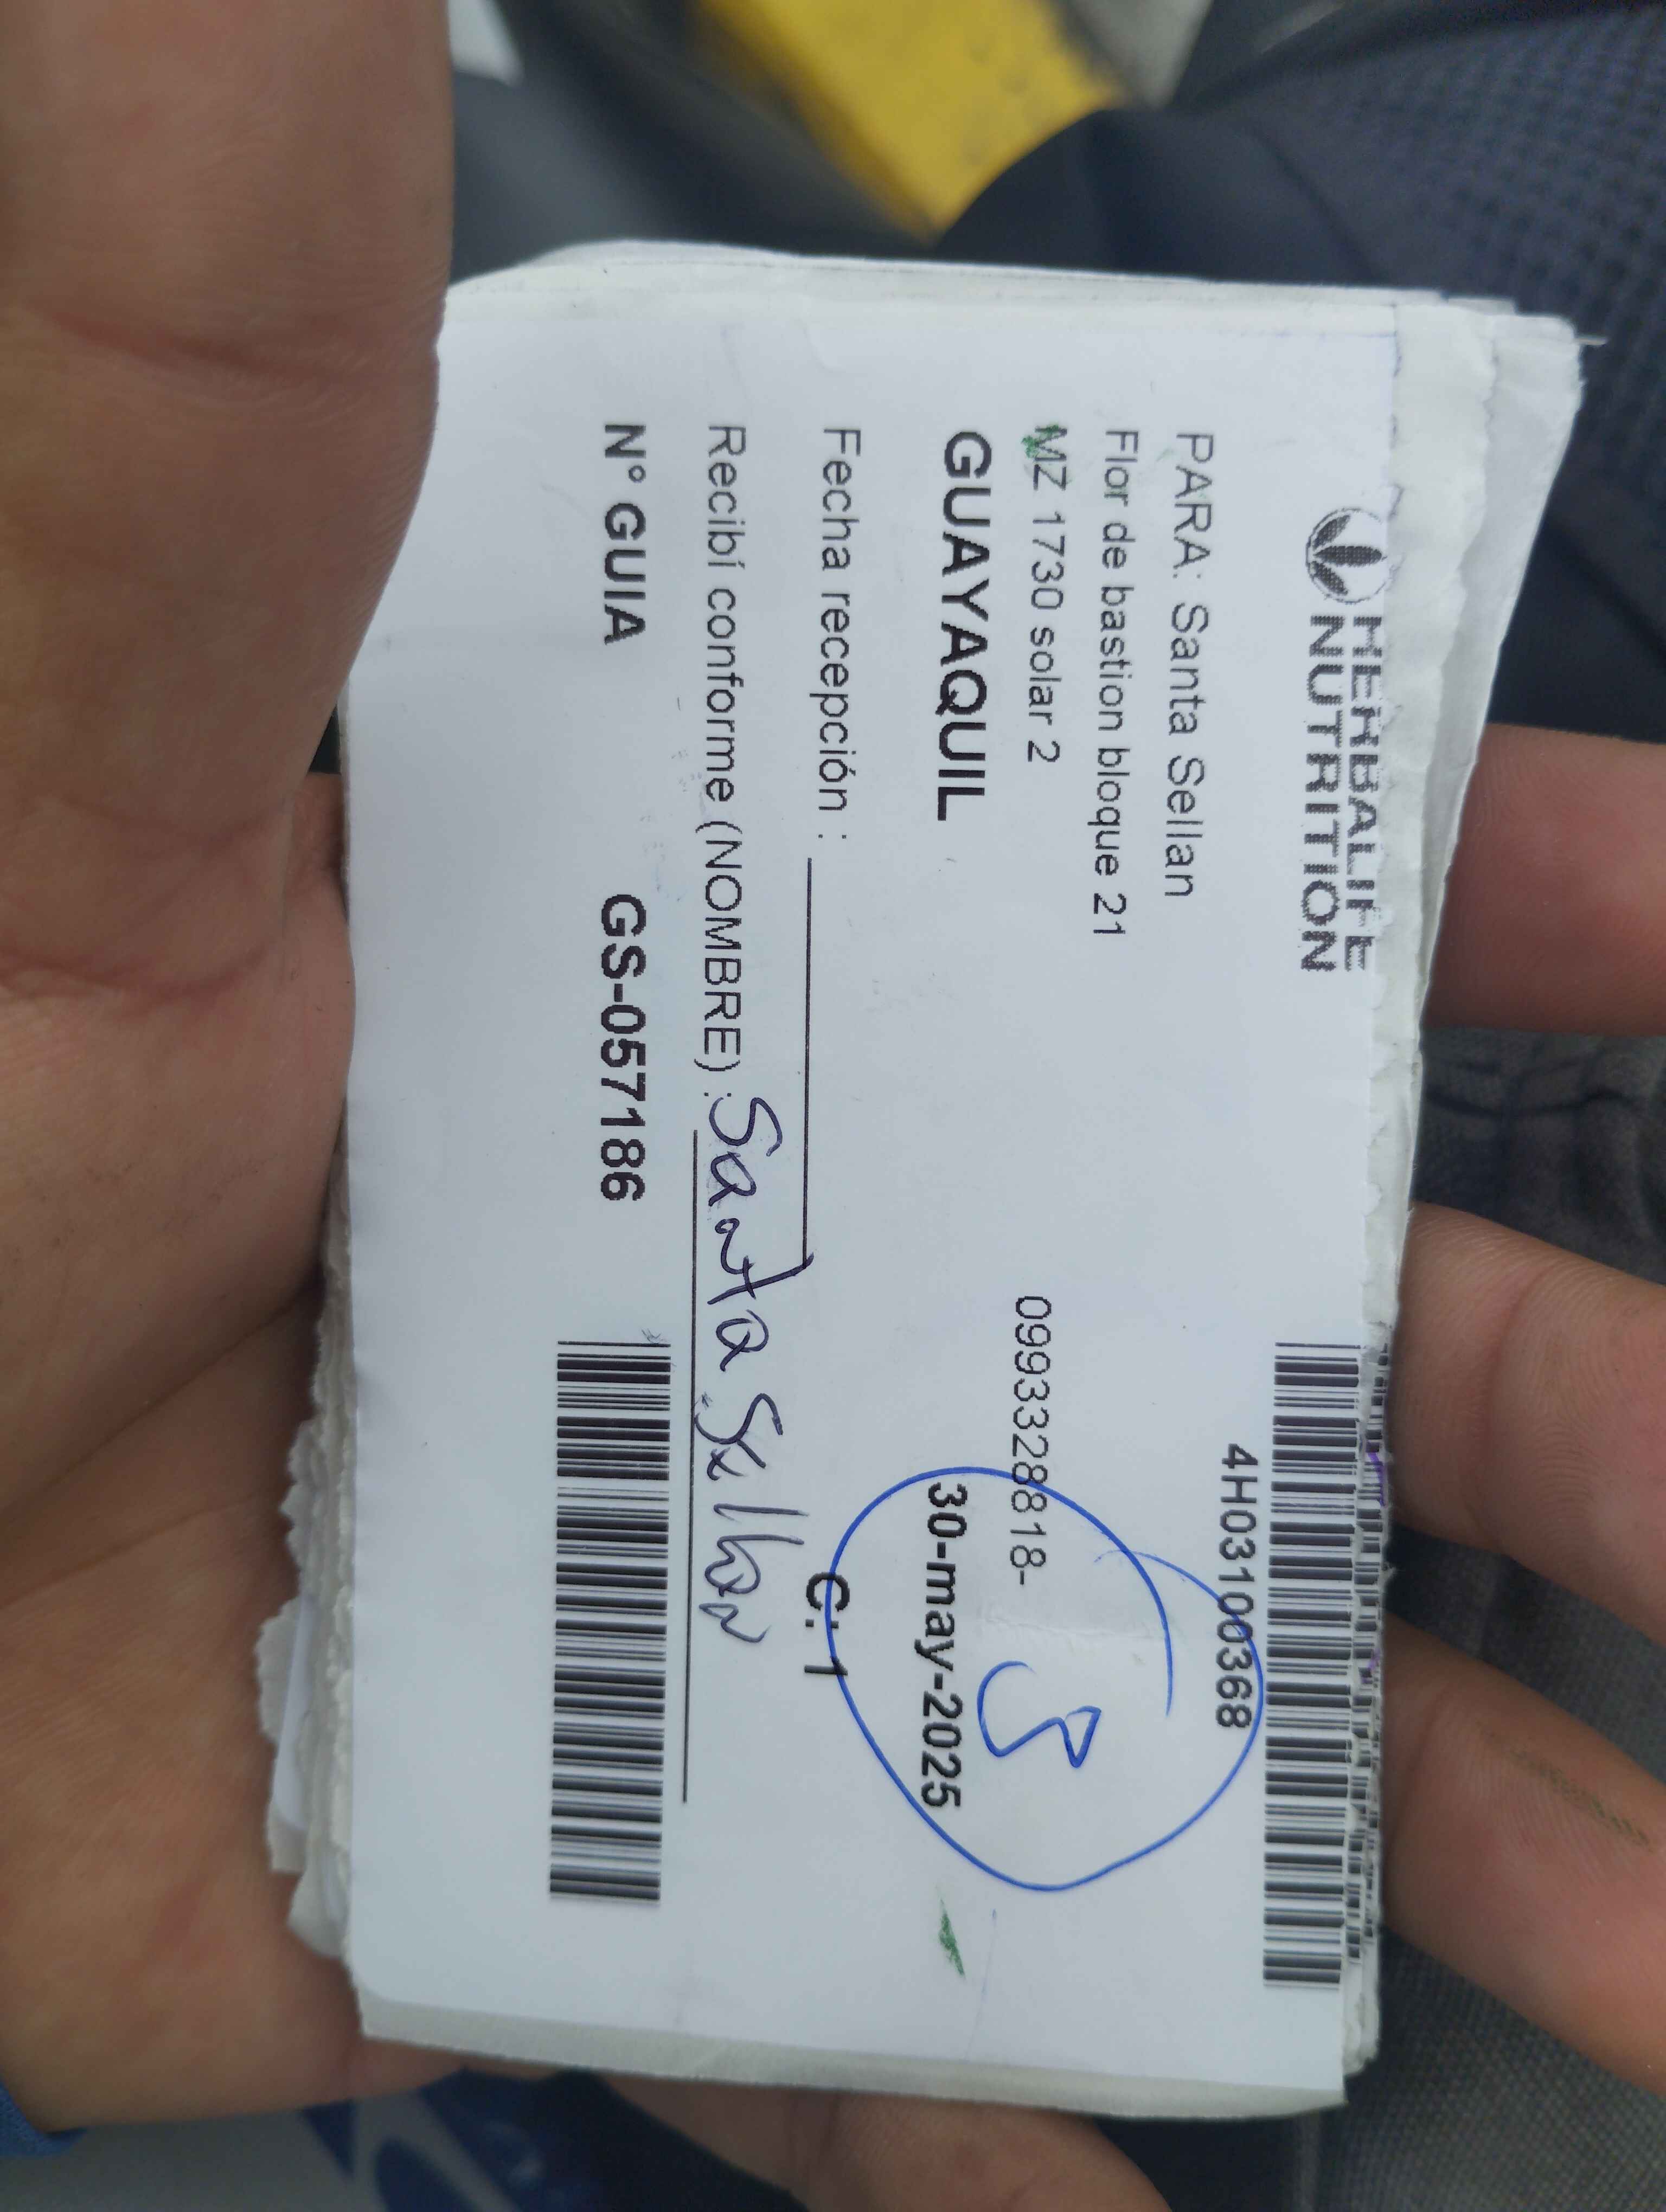 HERBALIFE
NUTRITION
4H03100368
PARA: Santa Sellan
Flor de bastion bloque 21
MZ 1730 solar 2
0993328818-
5
GUAYAQUIL
30-may-2025
Fecha recepción :
C: 1
Recibí conforme (NOMBRE) : Santa Sellan
N° GUIA
GS-057186